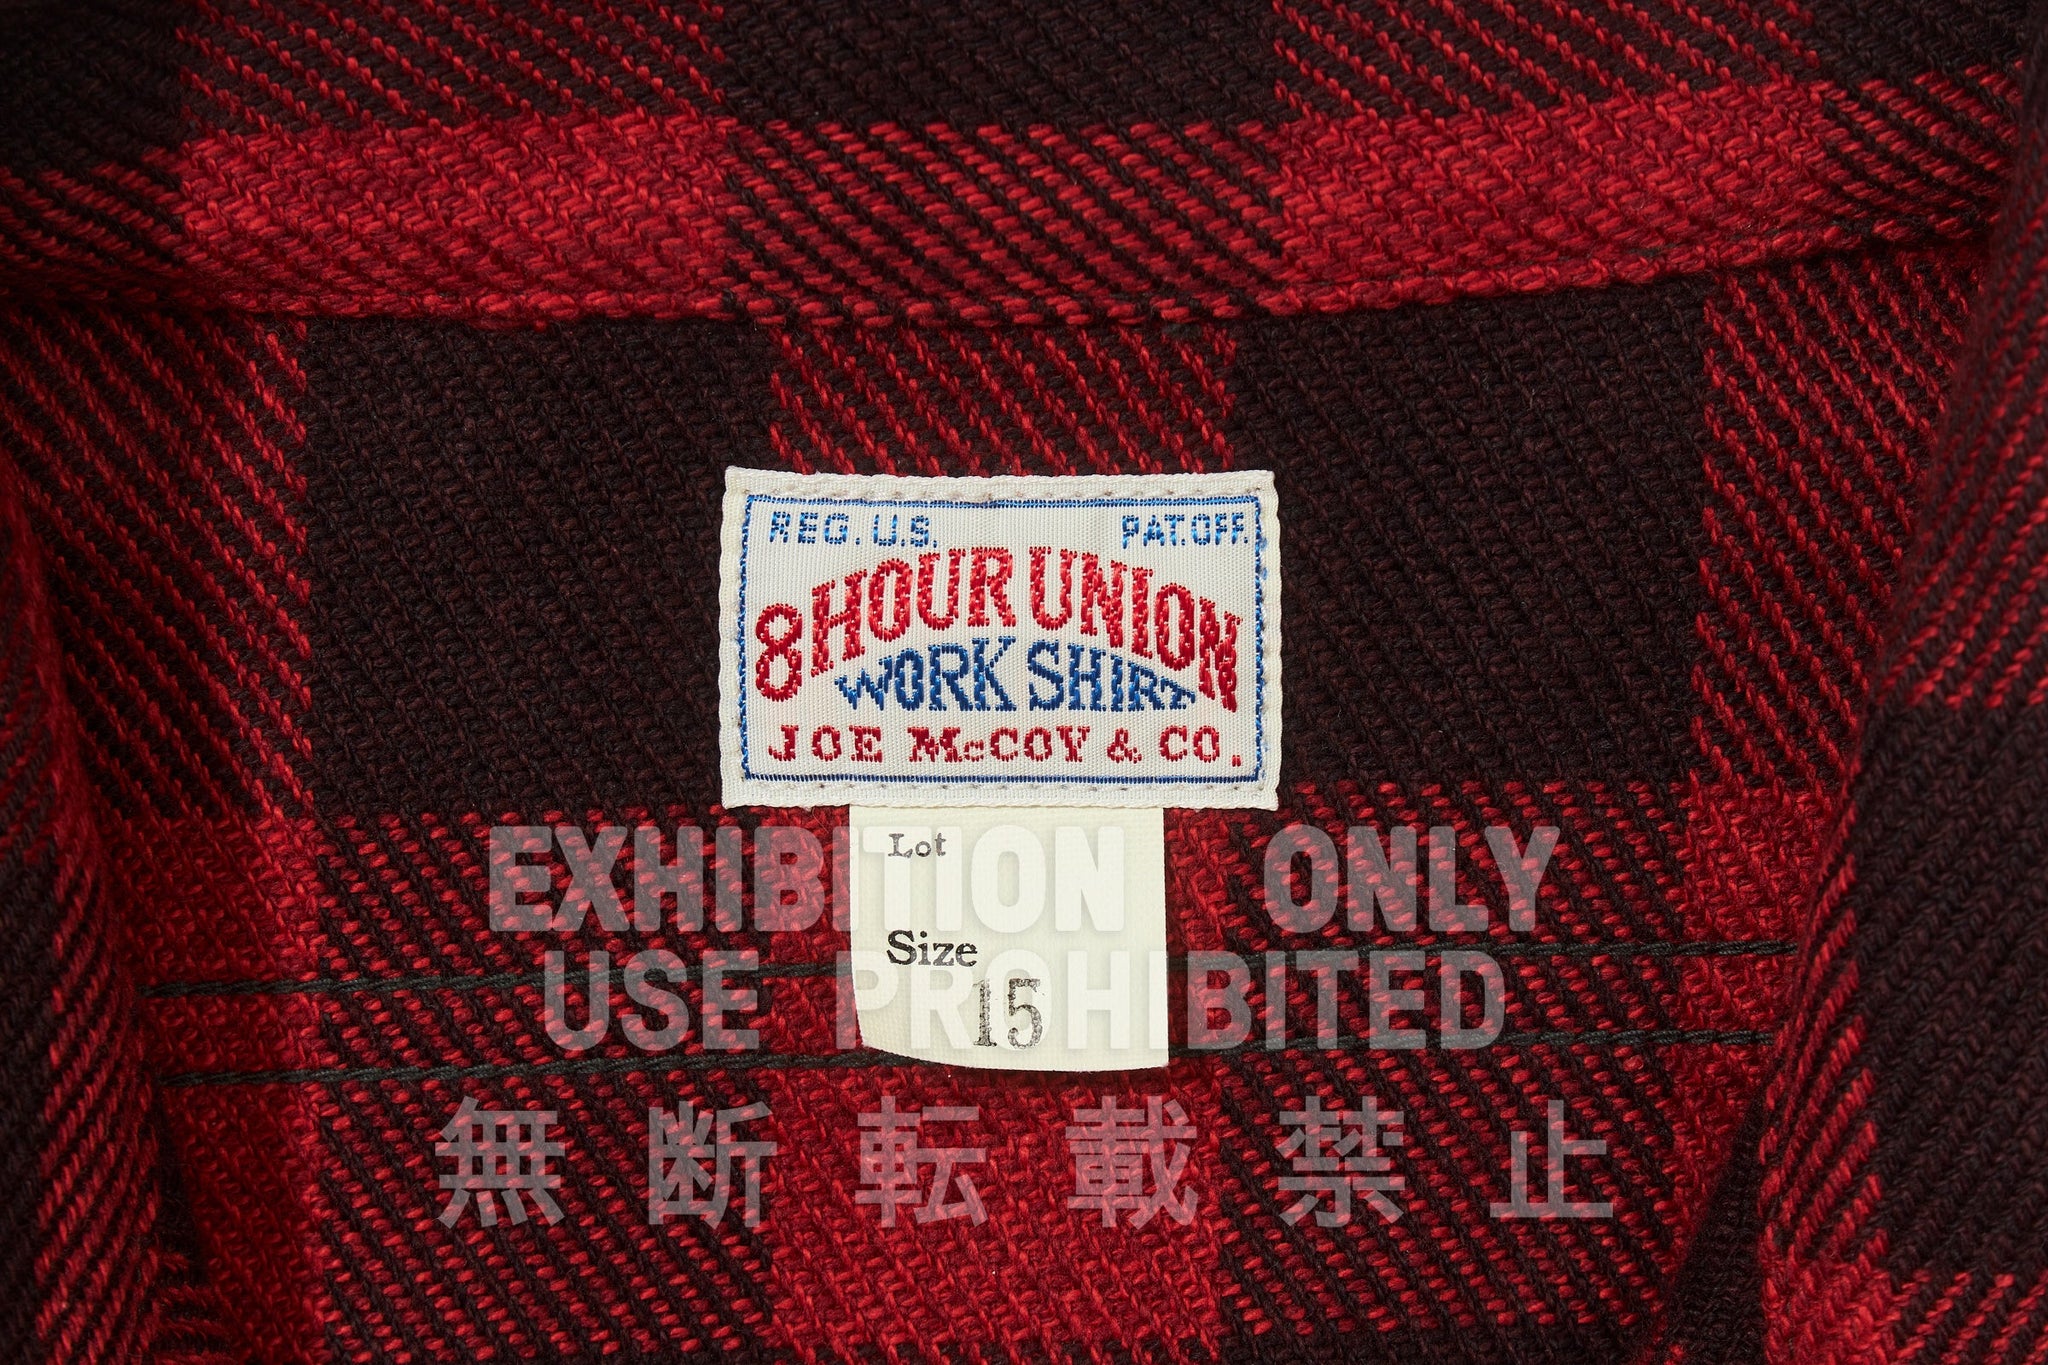 REG. U.S. PAT. OFF.
8 HOUR UNION
WORK SHIRT
JOE McCOY & CO.
Lot
Size
15
EXHIBITION ONLY
USE PROHIBITED
無断転載禁止